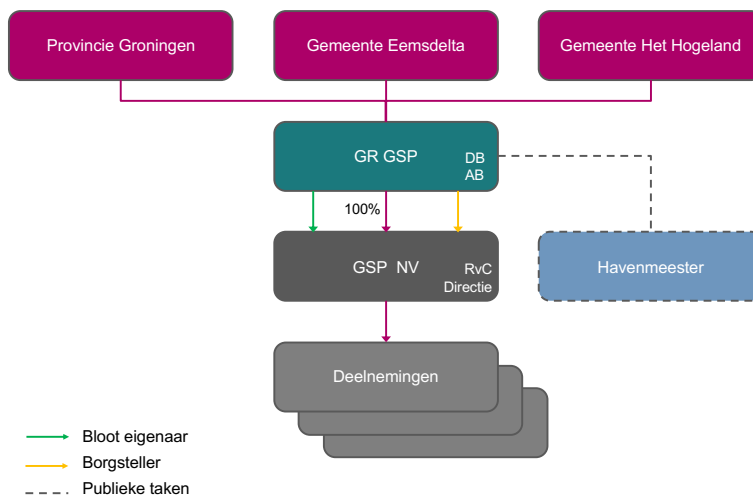 Provincie Groningen
Gemeente Eemsdelta
Gemeente Het Hogeland
GR GSP
DB
AB
100%
GSP NV
RvC
Directie
Havenmeester
Deelnemingen
Bloot eigenaar
Borgsteller
Publieke taken